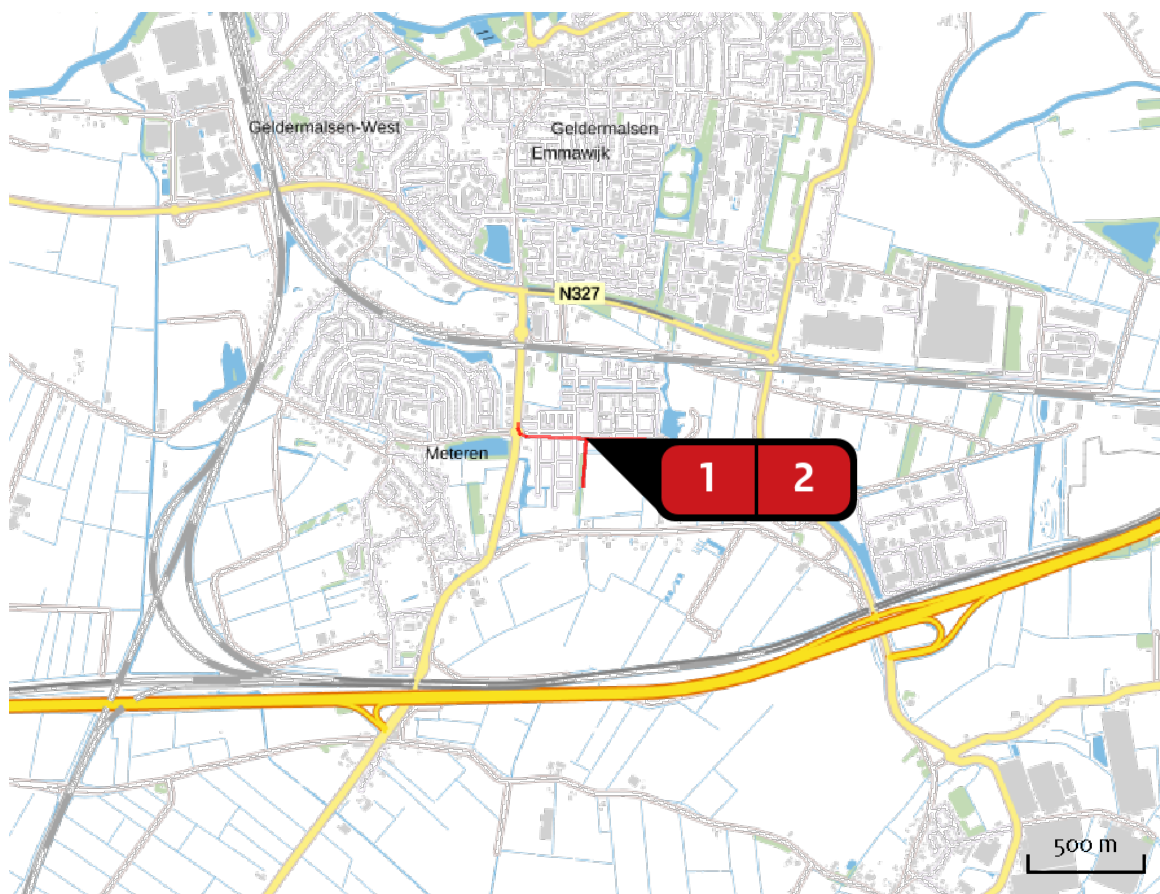 Geldermalsen-West
Geldermalsen
Emmawijk
N327
Meteren
1
2
500 m